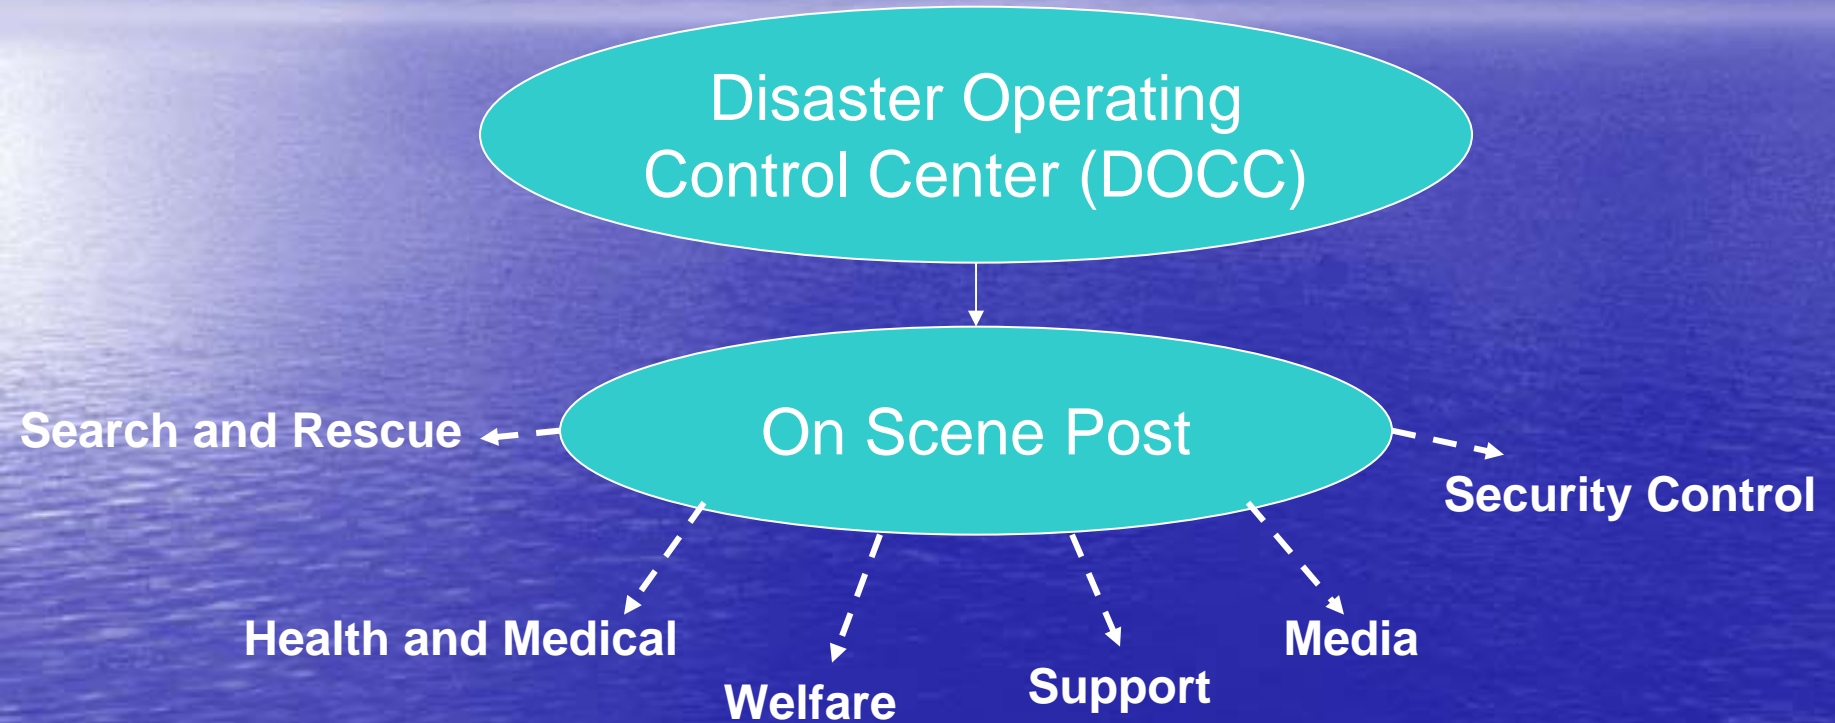 Disaster Operating
Control Center (DOCC)
On Scene Post
Search and Rescue
Security Control
Health and Medical
Media
Welfare
Support